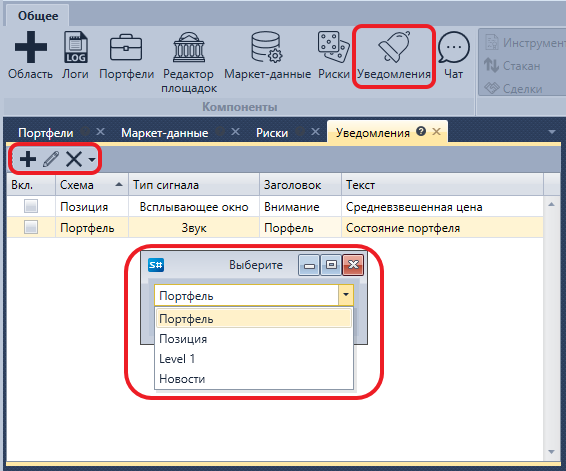 Общее
LOG
Область Логи Портфели Редактор площадок Маркет-данные Риски Уведомления Чат
Инструмент
Стакан
Сделки
Компоненты
Портфели Маркет-данные Риски Уведомления ?
Вкл. Схема Тип сигнала Заголовок Текст
Позиция Всплывающее окно Внимание Средневзвешенная цена
Портфель Звук Порфель Состояние портфеля
S# Выберите
Портфель
Портфель
Позиция
Level 1
Новости